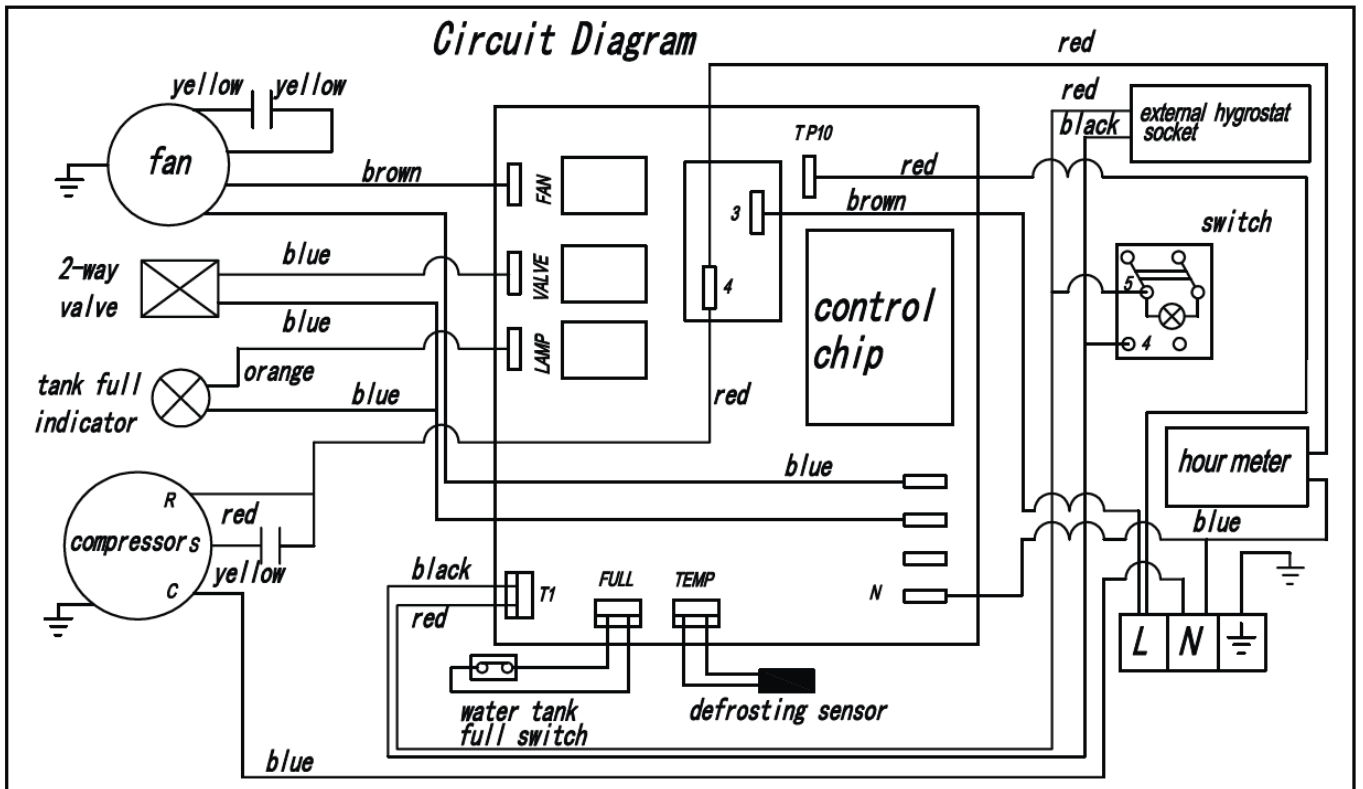 Circuit Diagram
red
yellow
yellow
red
external hygrostat
socket
black
TP10
fan
brown
FAN
red
3
brown
switch
2-way
valve
blue
VALVE
4
5
control
chip
blue
LAMP
4
tank full
indicator
orange
blue
red
hour meter
blue
R
red
compressors
blue
yellow
C
black
T1
red
FULL
TEMP
N
L
N
water tank
full switch
defrosting sensor
blue